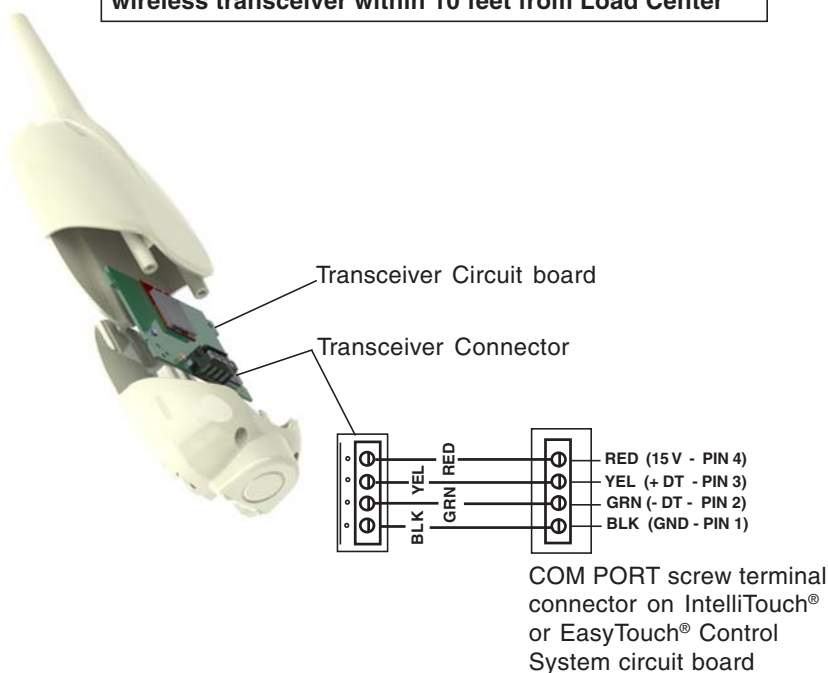 wireless transceiver within 10 feet from Load Center
Transceiver Circuit board
Transceiver Connector
RED
YEL
GRN
BLK
RED (15 V - PIN 4)
YEL (+ DT - PIN 3)
GRN (- DT - PIN 2)
BLK (GND - PIN 1)
COM PORT screw terminal
connector on IntelliTouch®
or EasyTouch® Control
System circuit board